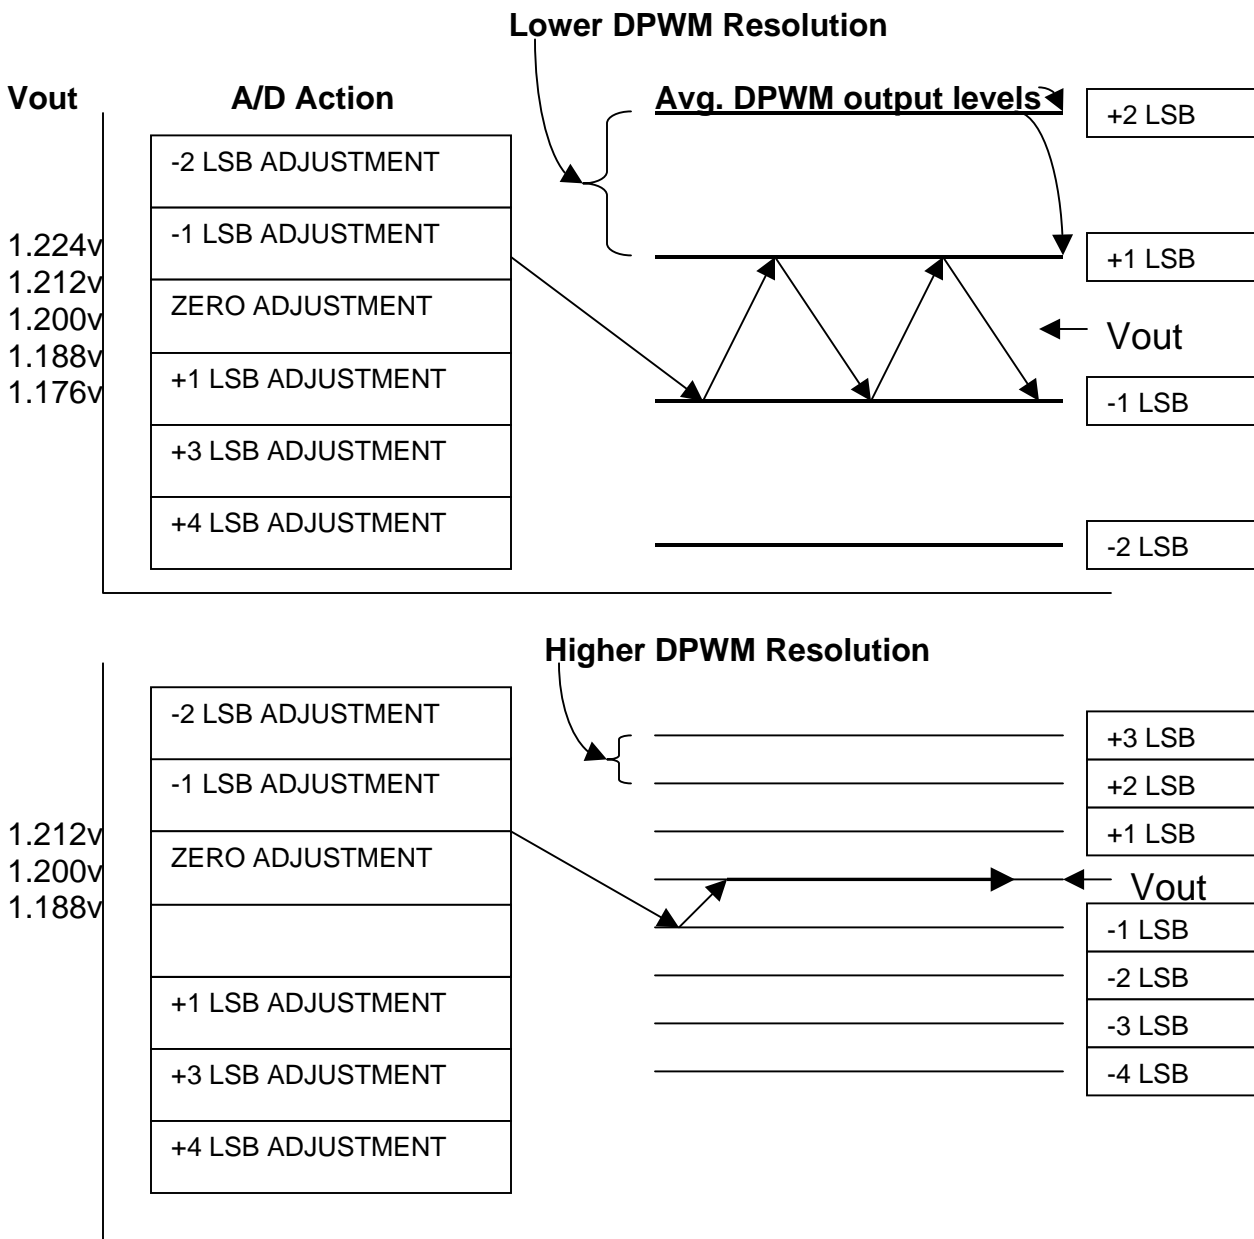 Lower DPWM Resolution
Vout
A/D Action
Avg. DPWM output levels
+2 LSB
-2 LSB ADJUSTMENT
-1 LSB ADJUSTMENT
1.224v
+1 LSB
1.212v
ZERO ADJUSTMENT
1.200v
Vout
1.188v
+1 LSB ADJUSTMENT
1.176v
-1 LSB
+3 LSB ADJUSTMENT
+4 LSB ADJUSTMENT
-2 LSB
Higher DPWM Resolution
-2 LSB ADJUSTMENT
+3 LSB
-1 LSB ADJUSTMENT
+2 LSB
1.212v
+1 LSB
ZERO ADJUSTMENT
1.200v
Vout
1.188v
-1 LSB
-2 LSB
+1 LSB ADJUSTMENT
-3 LSB
+3 LSB ADJUSTMENT
-4 LSB
+4 LSB ADJUSTMENT